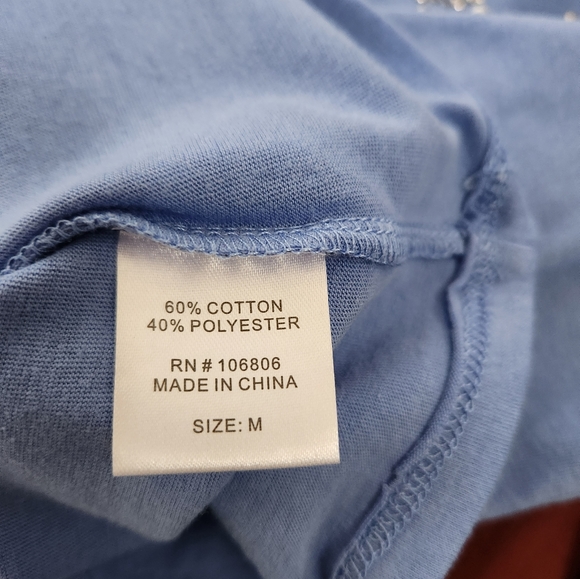 60% COTTON
40% POLYESTER
RN # 106806
MADE IN CHINA
SIZE: M